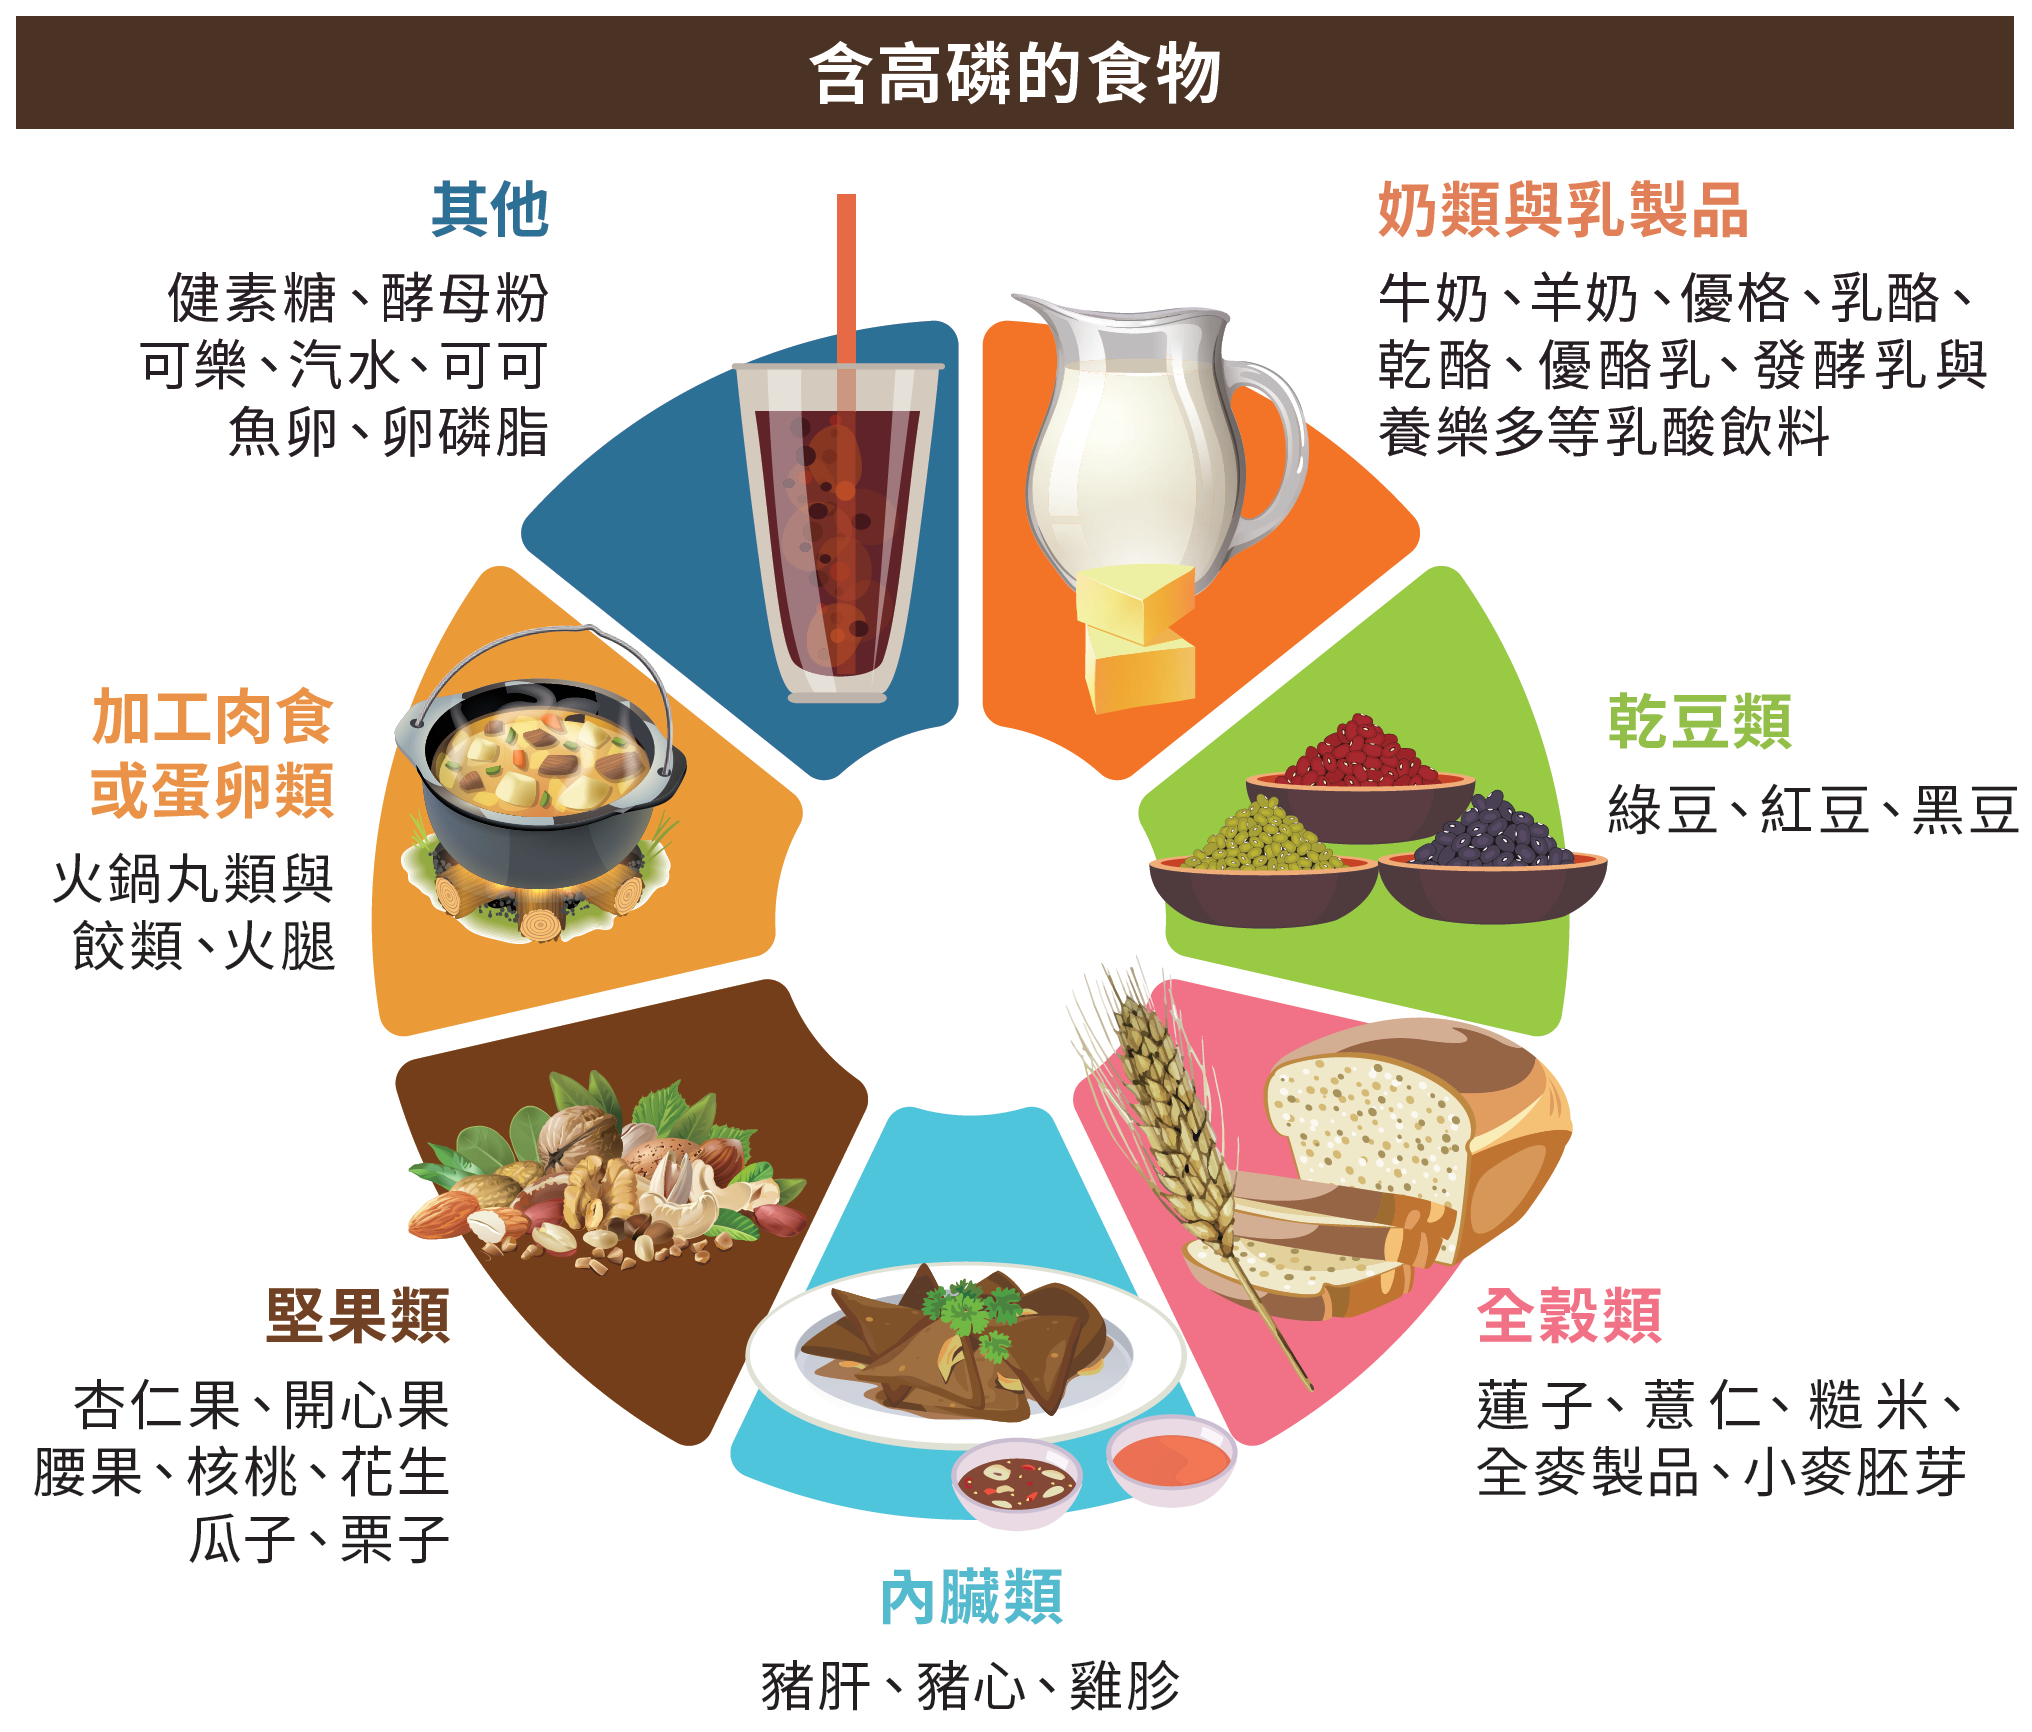 含高磷的食物
其他
健素糖、酵母粉
可樂、汽水、可可
魚卵、卵磷脂
奶類與乳製品
牛奶、羊奶、優格、乳酪、
乾酪、優酪乳、發酵乳與
養樂多等乳酸飲料
加工肉食
或蛋卵類
火鍋丸類與
餃類、火腿
乾豆類
綠豆、紅豆、黑豆
堅果類
杏仁果、開心果
腰果、核桃、花生
瓜子、栗子
全穀類
蓮子、薏仁、糙米、
全麥製品、小麥胚芽
內臟類
豬肝、豬心、雞胗